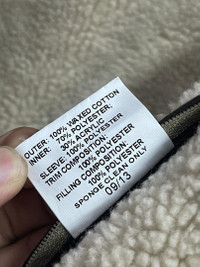 OUTER: 100% WAXED COTTON
INNER: 70% POLYESTER;
30% ACRYLIC
SLEEVE: 100% POLYESTER
TRIM COMPOSITION:
100% POLYESTER
FILLING COMPOSITION:
100% POLYESTER
SPONGE CLEAN ONLY
09/13